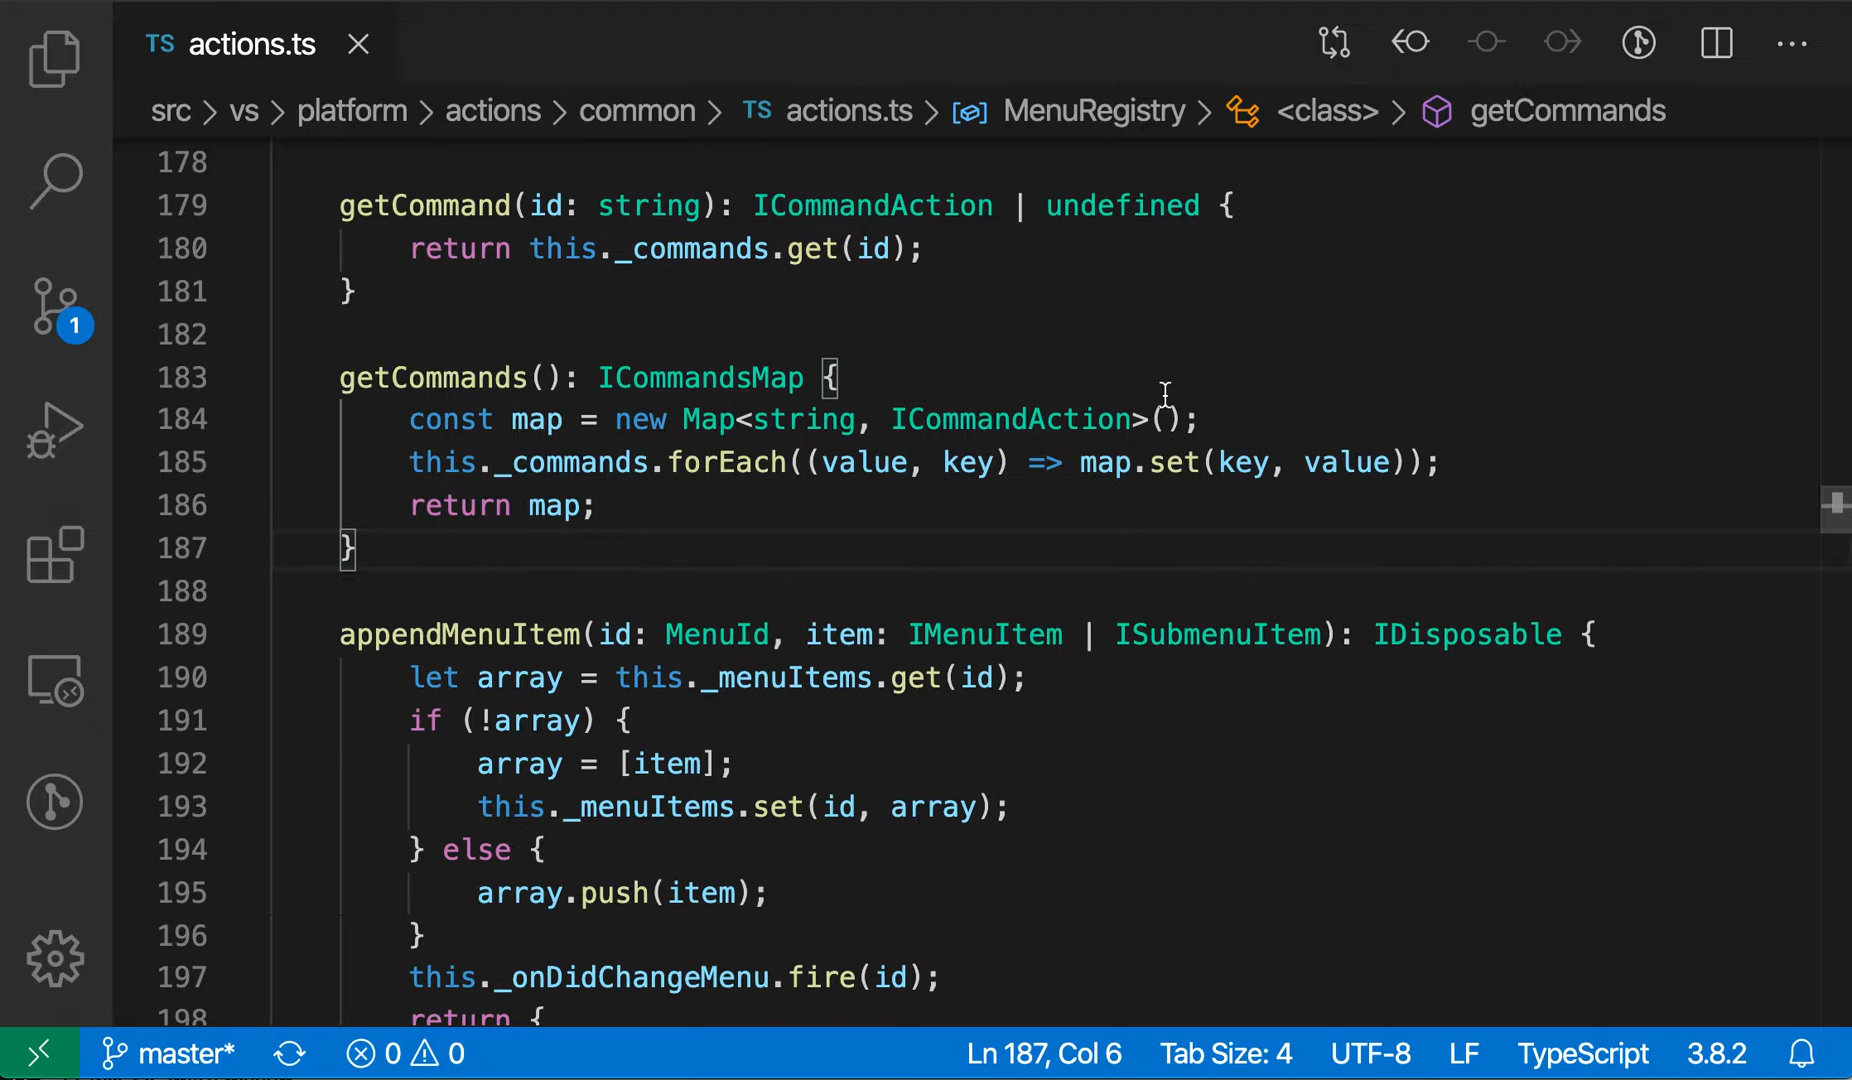 TS actions.ts
src > vs > platform > actions > common > TS actions.ts > MenuRegistry > <class> > getCommands
178
179 getCommand(id: string): ICommandAction | undefined {
180 return this._commands.get(id);
181 }
182
183 getCommands(): ICommandsMap {
184 const map = new Map<string, ICommandAction>();
185 this._commands.forEach((value, key) => map.set(key, value));
186 return map;
187 }
188
189 appendMenuItem(id: MenuId, item: IMenuItem | ISubmenuItem): IDisposable {
190 let array = this._menuItems.get(id);
191 if (!array) {
192 array = [item];
193 this._menuItems.set(id, array);
194 } else {
195 array.push(item);
196 }
197 this._onDidChangeMenu.fire(id);
198 return {
1
master* 0 0 Ln 187, Col 6 Tab Size: 4 UTF-8 LF TypeScript 3.8.2